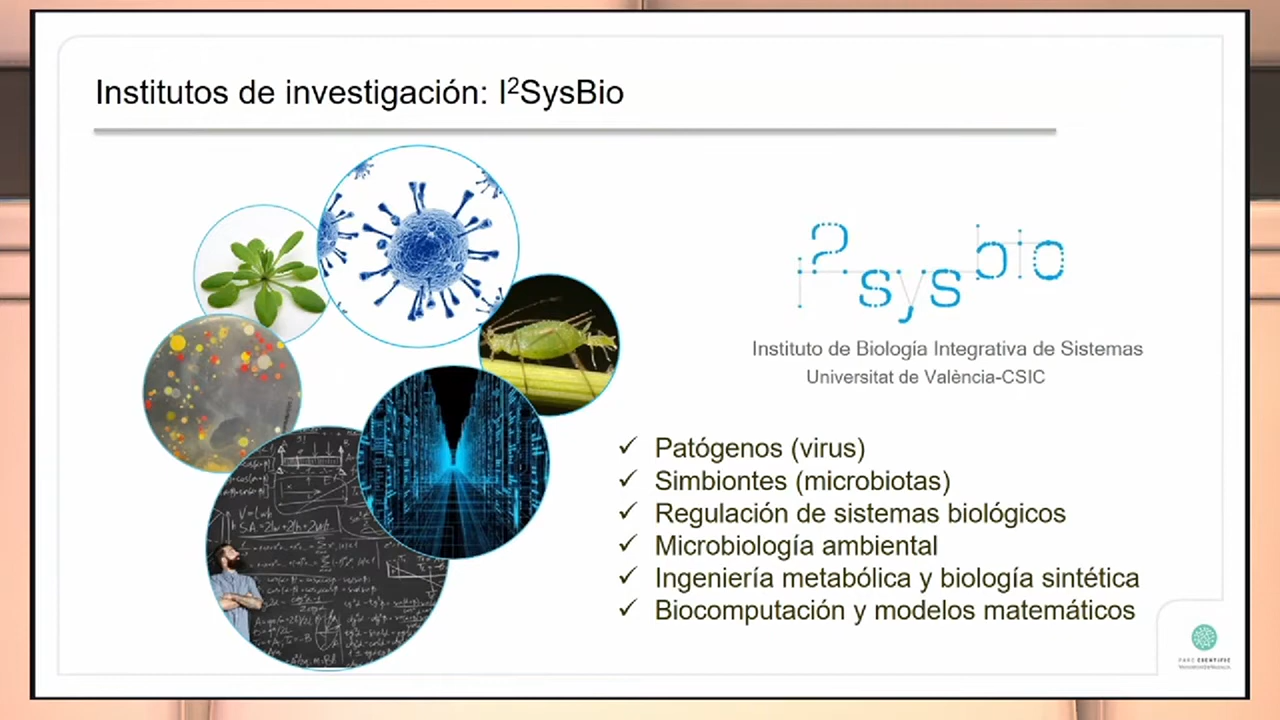 Institutos de investigación: I²SysBio
i2sysbio
Instituto de Biología Integrativa de Sistemas
Universitat de València-CSIC
✓ Patógenos (virus)
✓ Simbiontes (microbiotas)
✓ Regulación de sistemas biológicos
✓ Microbiología ambiental
✓ Ingeniería metabólica y biología sintética
✓ Biocomputación y modelos matemáticos
PARC CIENTÍFIC